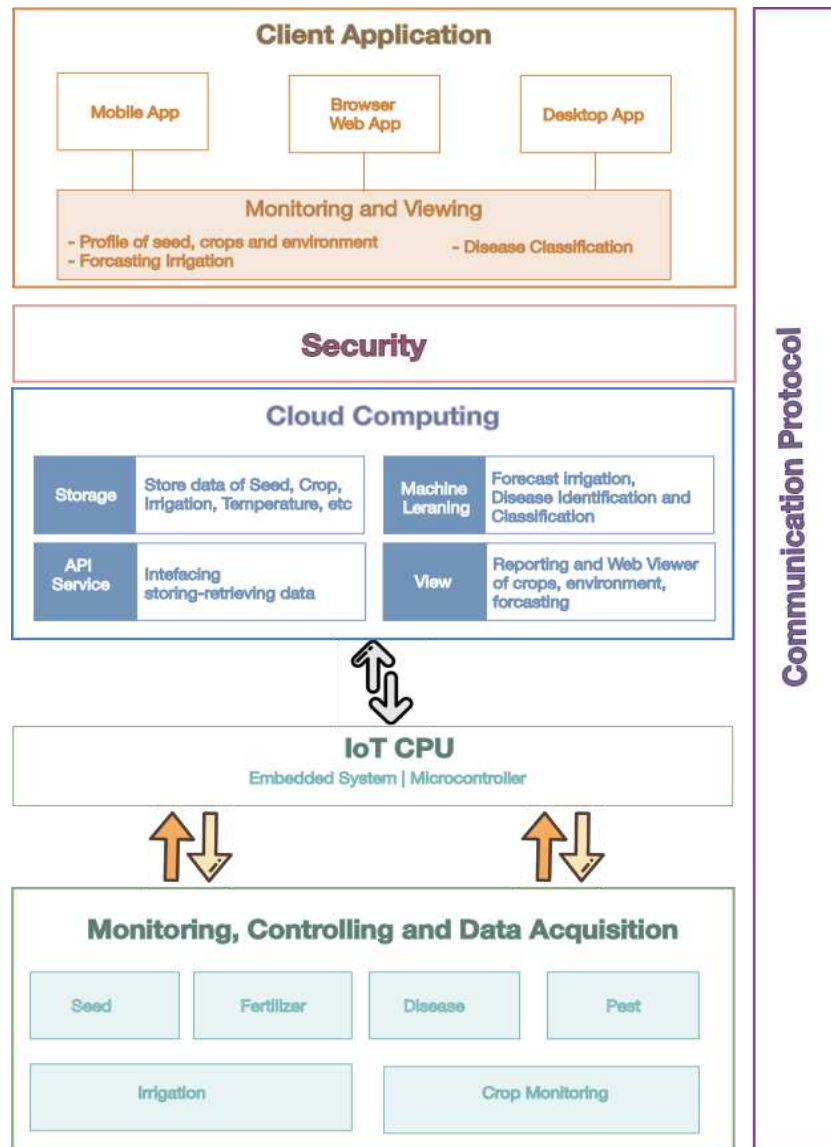 Client Application
Mobile App
Browser
Web App
Desktop App
Monitoring and Viewing
- Profile of seed, crops and environment
- Forcasting Irrigation
- Disease Classification
Security
Cloud Computing
Storage
Store data of Seed, Crop,
Irrigation, Temperature, etc
Machine
Leraning
Forecast irrigation,
Disease Identification and
Classification
API
Service
Intefacing
storing-retrieving data
View
Reporting and Web Viewer
of crops, environment,
forcasting
IoT CPU
Embedded System | Microcontroller
Monitoring, Controlling and Data Acquisition
Seed
Fertilizer
Disease
Pest
Irrigation
Crop Monitoring
Communication Protocol